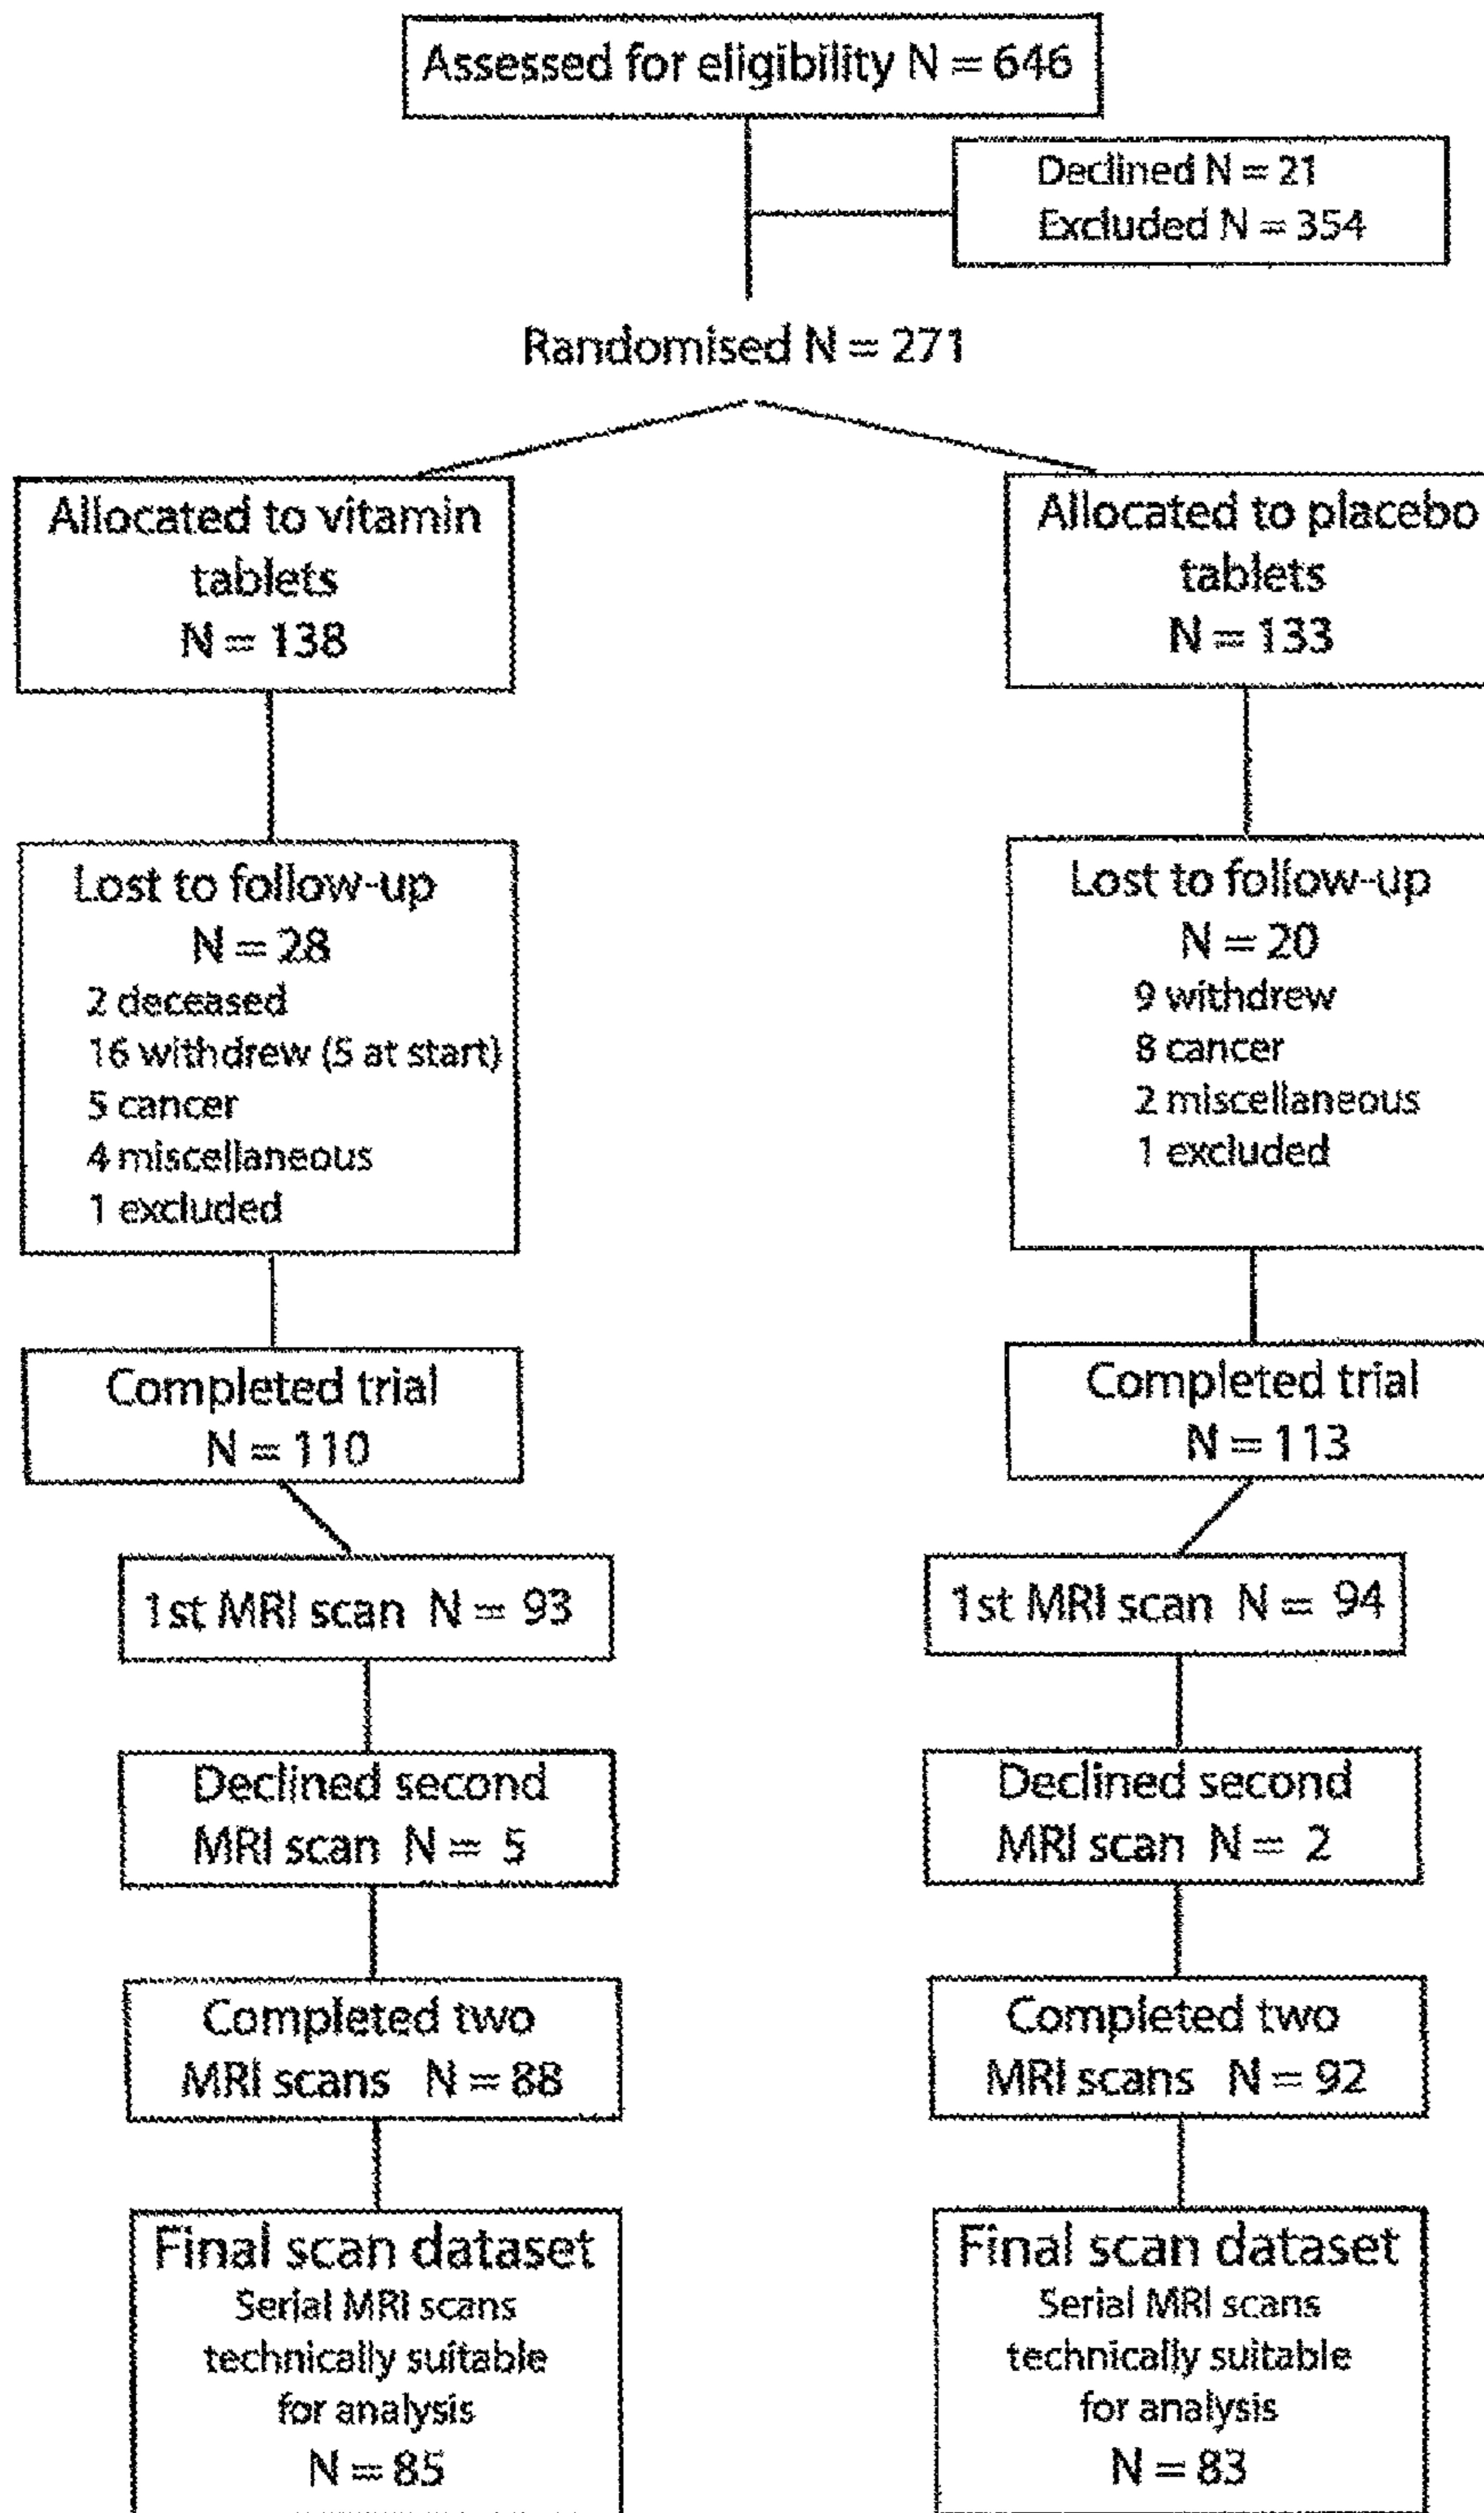 Assessed for eligibility N = 646
Declined N = 21
Excluded N = 354
Randomised N = 271
Allocated to vitamin
tablets
N = 138
Allocated to placebo
tablets
N = 133
Lost to follow-up
N = 28
2 deceased
16 withdrew (5 at start)
5 cancer
4 miscellaneous
1 excluded
Lost to follow-up
N = 20
9 withdrew
8 cancer
2 miscellaneous
1 excluded
Completed trial
N = 110
Completed trial
N = 113
1st MRI scan N = 93
1st MRI scan N = 94
Declined second
MRI scan N = 5
Declined second
MRI scan N = 2
Completed two
MRI scans N = 88
Completed two
MRI scans N = 92
Final scan dataset
Serial MRI scans
technically suitable
for analysis
N = 85
Final scan dataset
Serial MRI scans
technically suitable
for analysis
N = 83